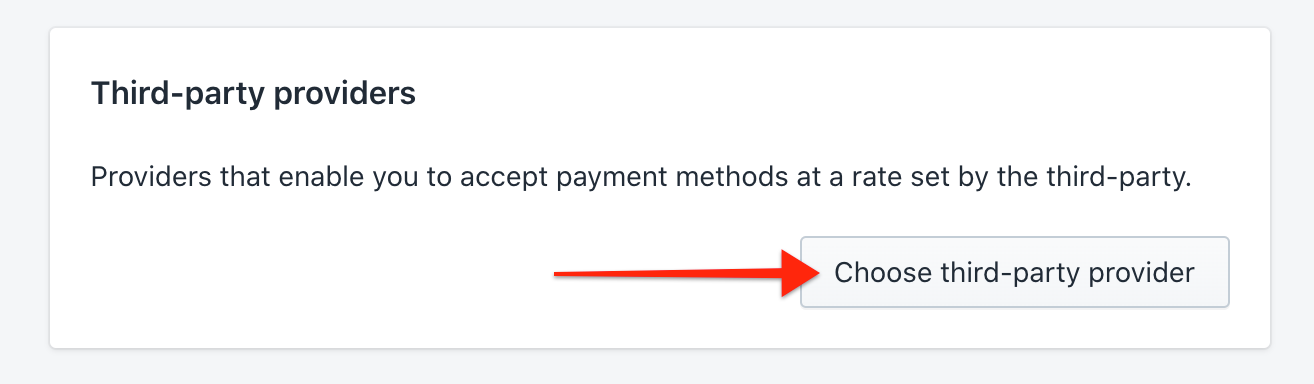 Third-party providers
Providers that enable you to accept payment methods at a rate set by the third-party.
Choose third-party provider